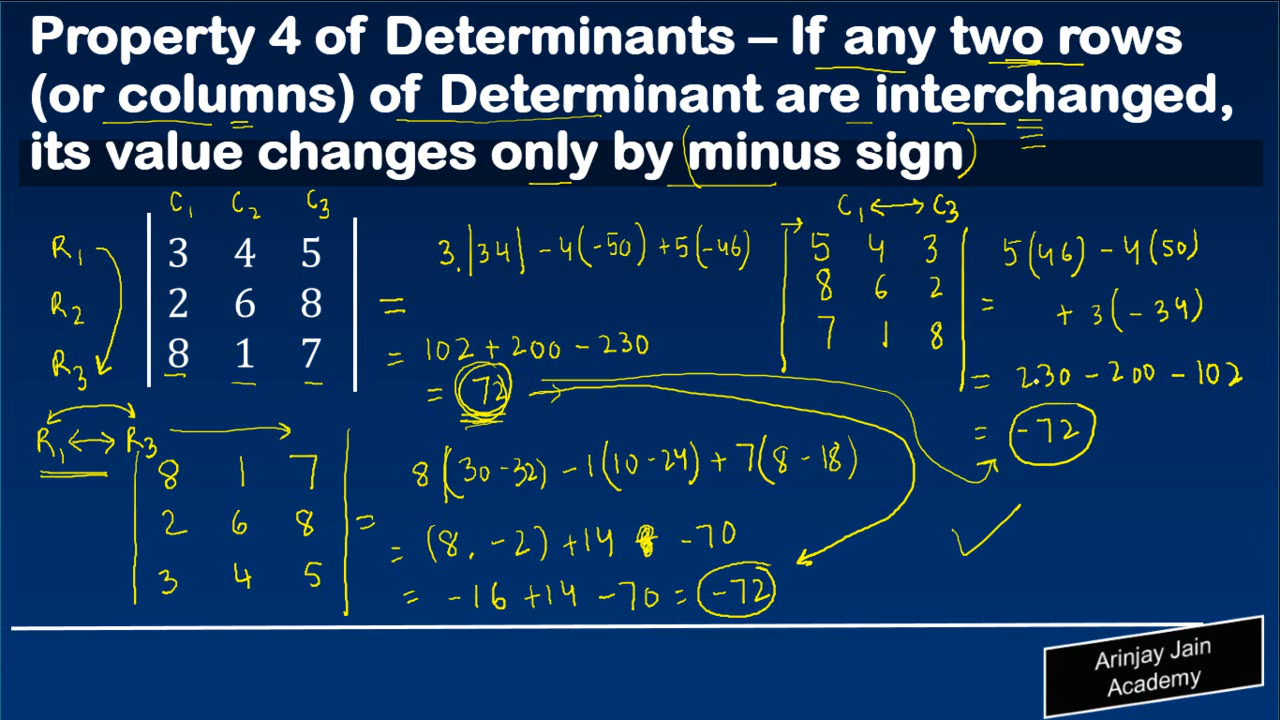 Property 4 of Determinants – If any two rows
(or columns) of Determinant are interchanged,
its value changes only by (minus sign)
C₁ C₂ C₃
R₁ 3 4 5
R₂ 2 6 8
R₃ 8 1 7
= 3.|34| - 4(-50) + 5(-46)
= 102 + 200 - 230
= 72
C₁ ↔ C₃
5 4 3
8 6 2
7 1 8
= 5(46) - 4(50)
+ 3(-34)
= 230 - 200 - 102
= -72
R₁ ↔ R₃
8 1 7
2 6 8
3 4 5
= 8(30-32) - 1(10-24) + 7(8-18)
= (8. -2) + 14 - 70
= -16 + 14 - 70 = -72
Arinjay Jain
Academy